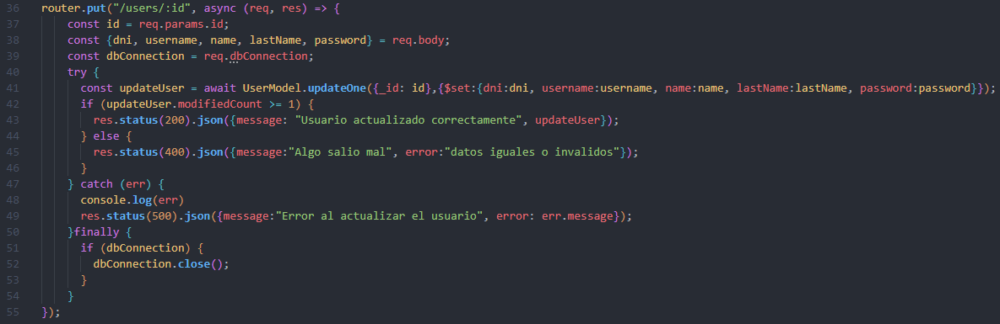 36 router.put("/users/:id", async (req, res) => {
37 const id = req.params.id;
38 const {dni, username, name, lastName, password} = req.body;
39 const dbConnection = req.dbConnection;
40 try {
41 const updateUser = await UserModel.updateOne({_id: id},{$set:{dni:dni, username:username, name:name, lastName:lastName, password:password}});
42 if (updateUser.modifiedCount >= 1) {
43 res.status(200).json({message: "Usuario actualizado correctamente", updateUser});
44 } else {
45 res.status(400).json({message:"Algo salio mal", error:"datos iguales o invalidos"});
46 }
47 } catch (err) {
48 console.log(err)
49 res.status(500).json({message:"Error al actualizar el usuario", error: err.message});
50 }finally {
51 if (dbConnection) {
52 dbConnection.close();
53 }
54 }
55 });